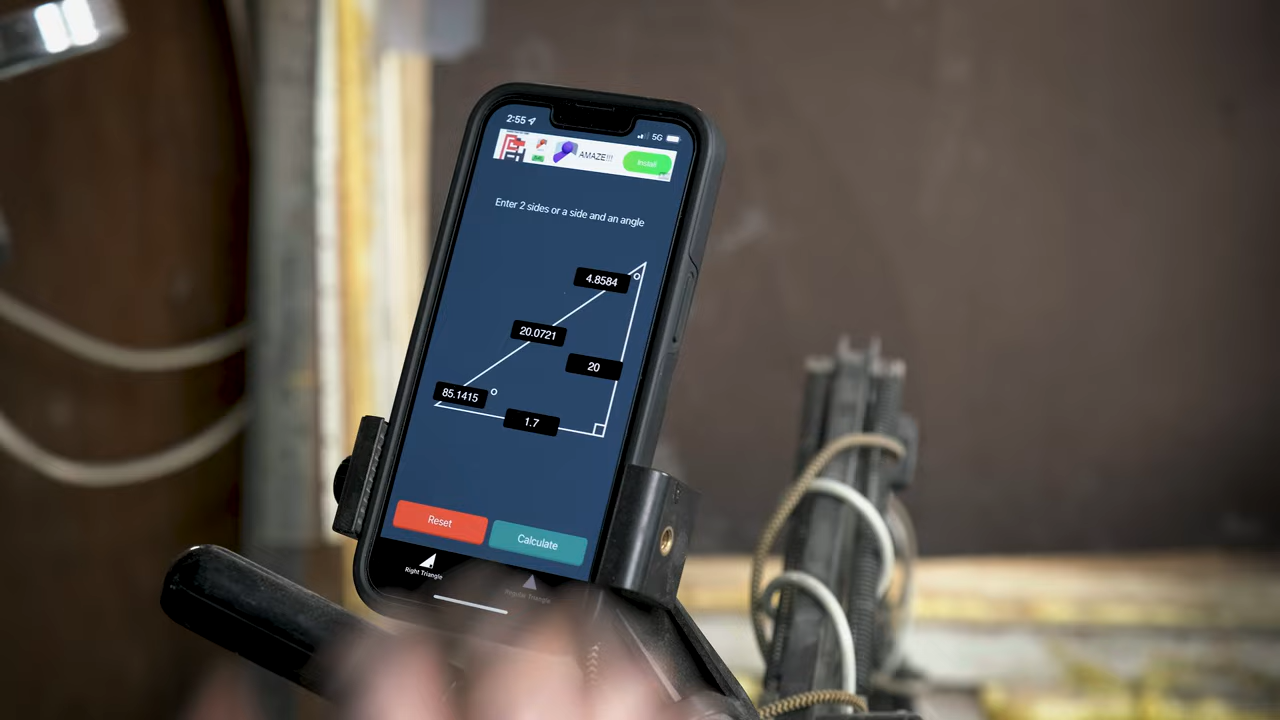 2:55
5G
AMAZE!!!
Install
Enter 2 sides or a side and an angle
4.8584
20.0721
20
85.1415
1.7
Reset
Calculate
Right Triangle
Regular Triangle